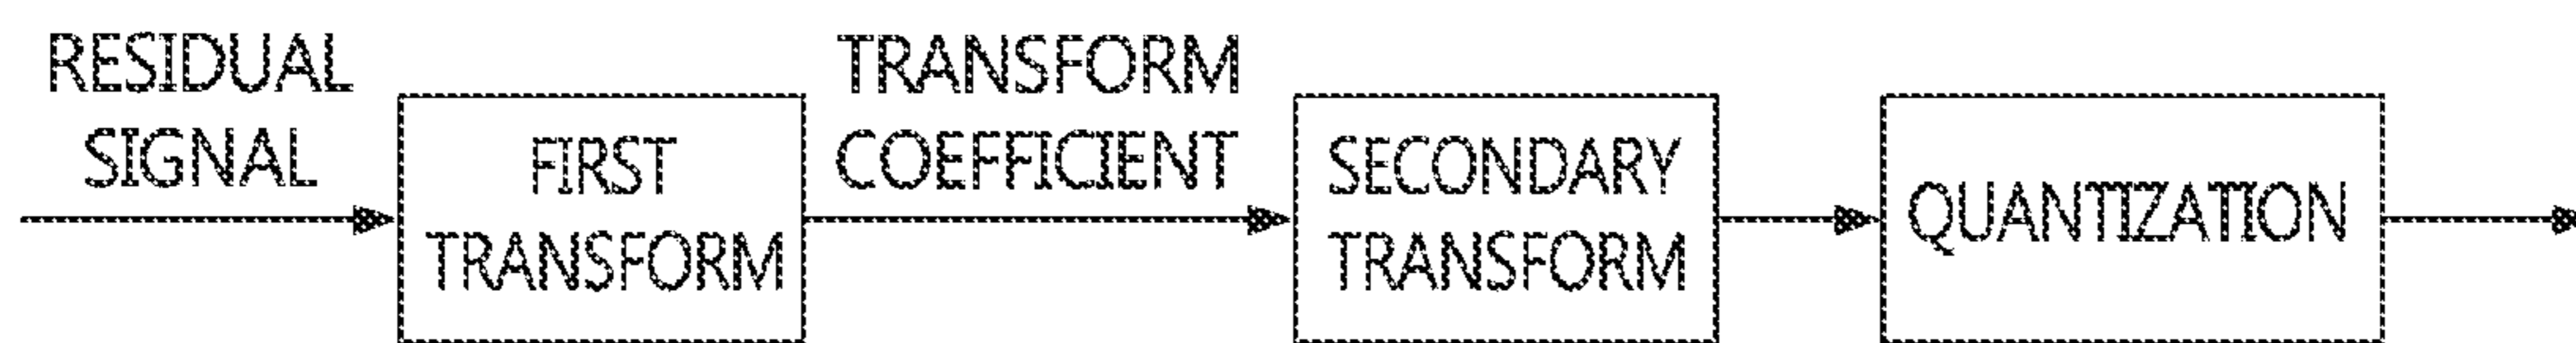 RESIDUAL
SIGNAL
FIRST
TRANSFORM
TRANSFORM
COEFFICIENT
SECONDARY
TRANSFORM
QUANTIZATION